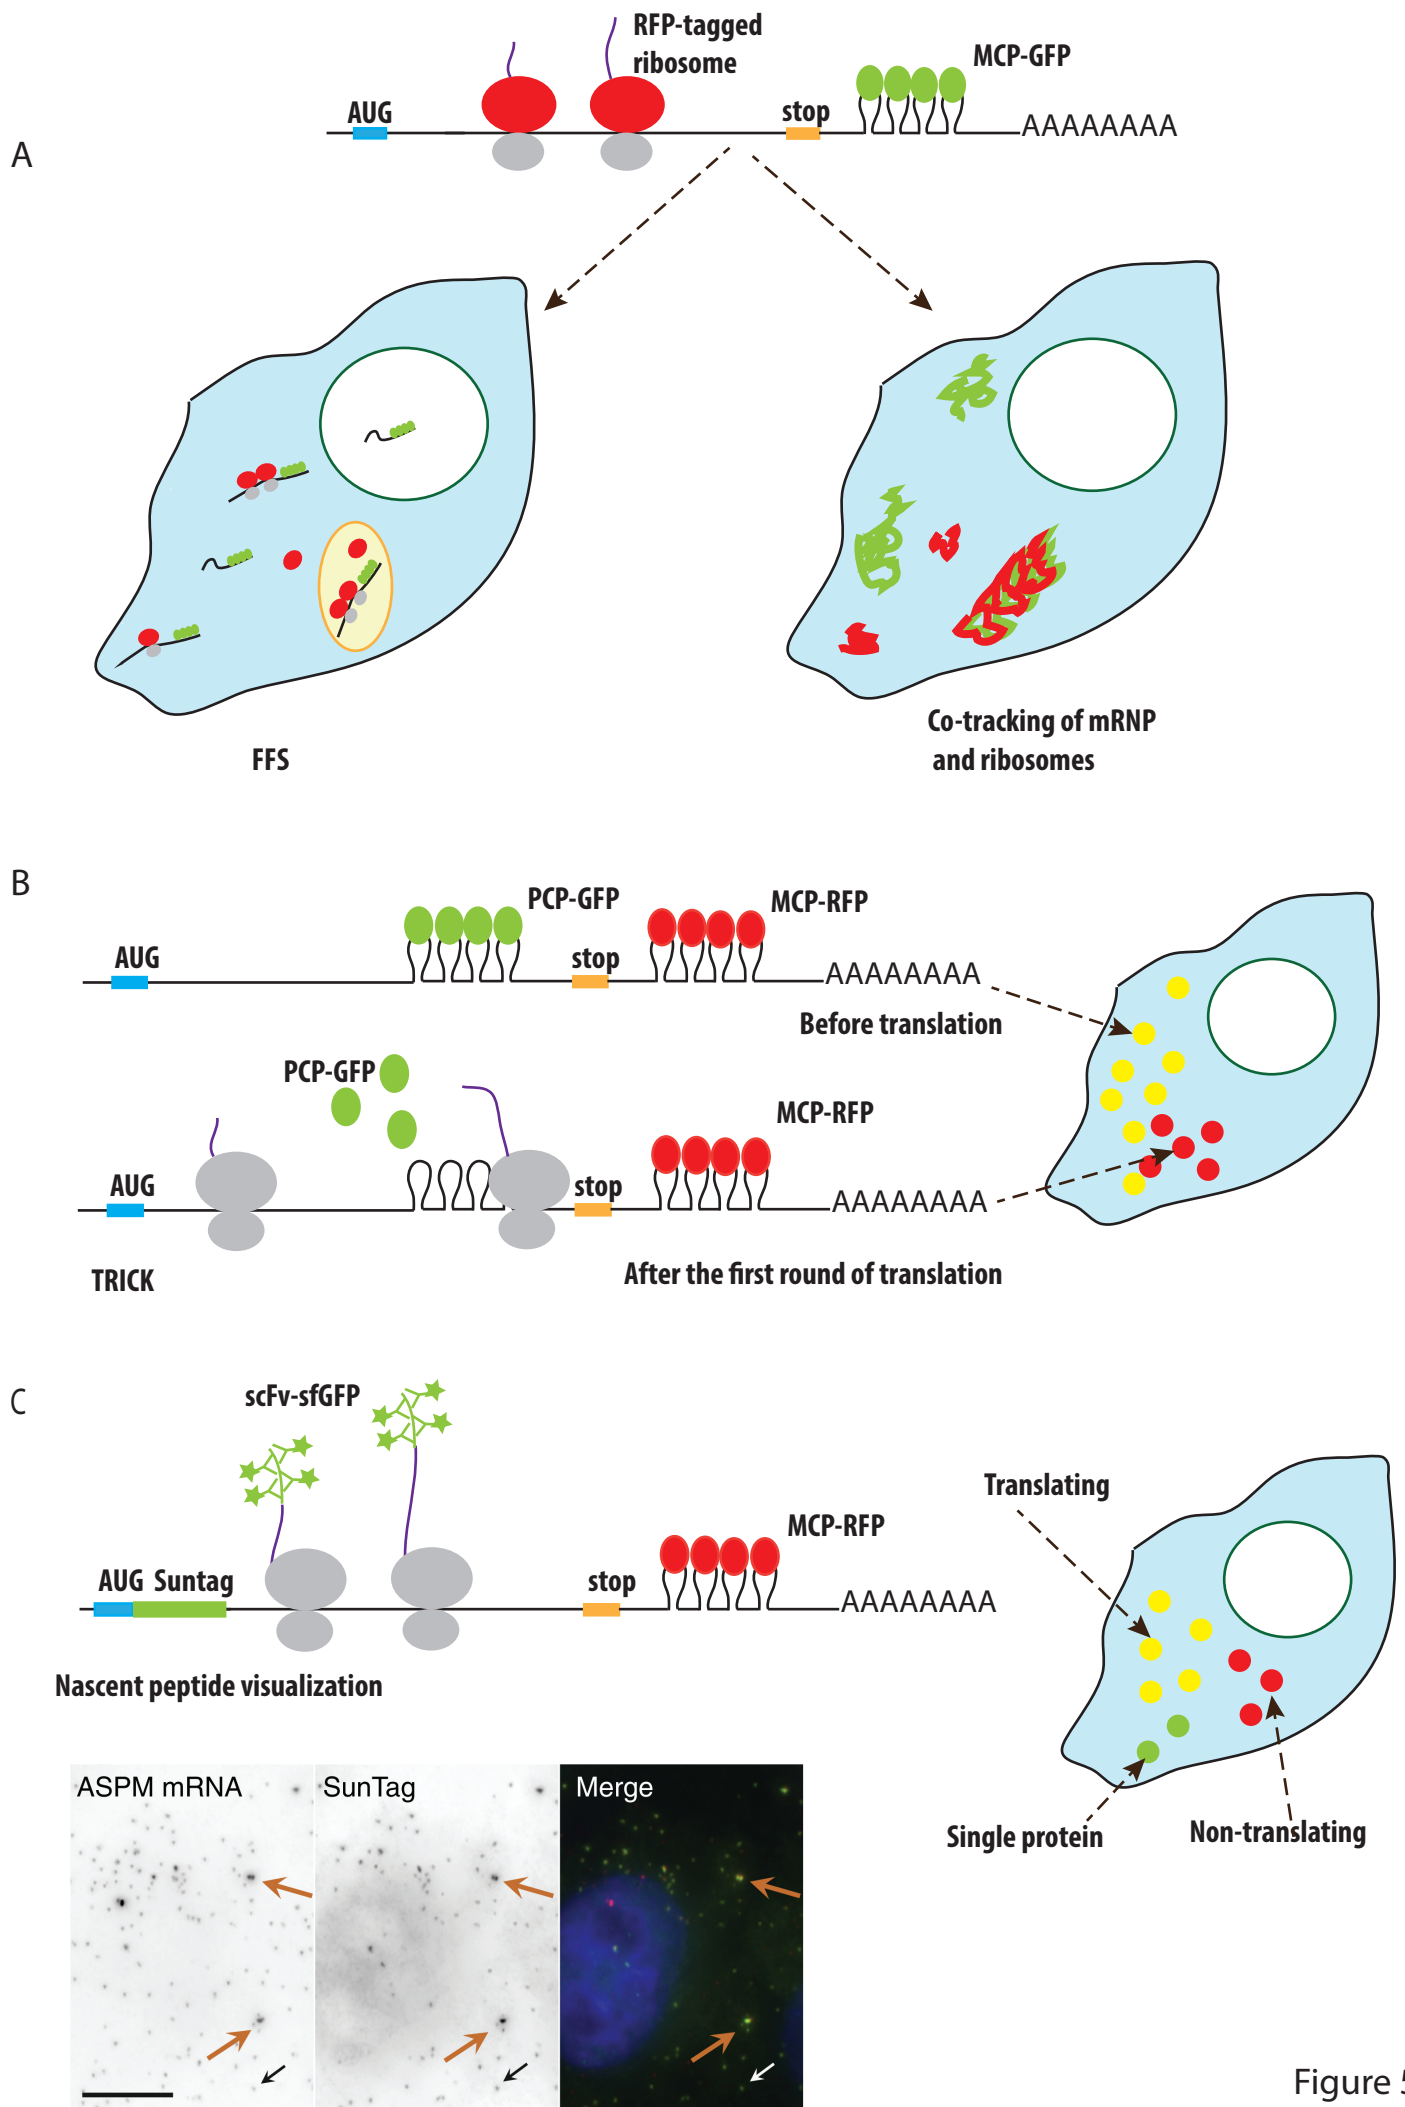 A
RFP-tagged
ribosome
MCP-GFP
AUG
stop
AAAAAAAA
FFS
Co-tracking of mRNP
and ribosomes
B
PCP-GFP
MCP-RFP
AUG
stop
AAAAAAAA
Before translation
PCP-GFP
MCP-RFP
AUG
stop
AAAAAAAA
TRICK
After the first round of translation
C
scFv-sfGFP
MCP-RFP
AUG Suntag
stop
AAAAAAAA
Nascent peptide visualization
Translating
Single protein
Non-translating
ASPM mRNA
SunTag
Merge
Figure 5